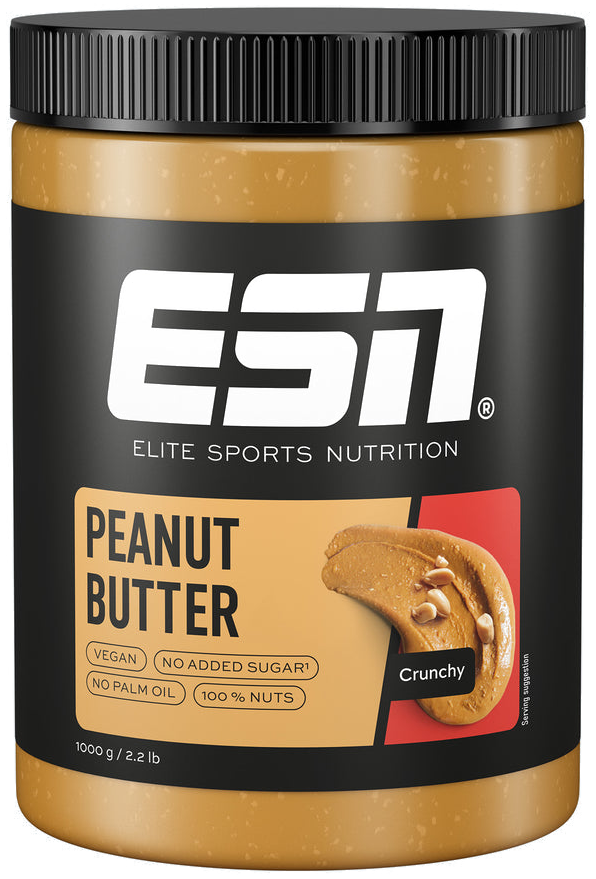 ESN®
ELITE SPORTS NUTRITION
PEANUT
BUTTER
VEGAN
NO ADDED SUGAR¹
NO PALM OIL
100 % NUTS
Crunchy
Serving suggestion
1000 g / 2.2 lb